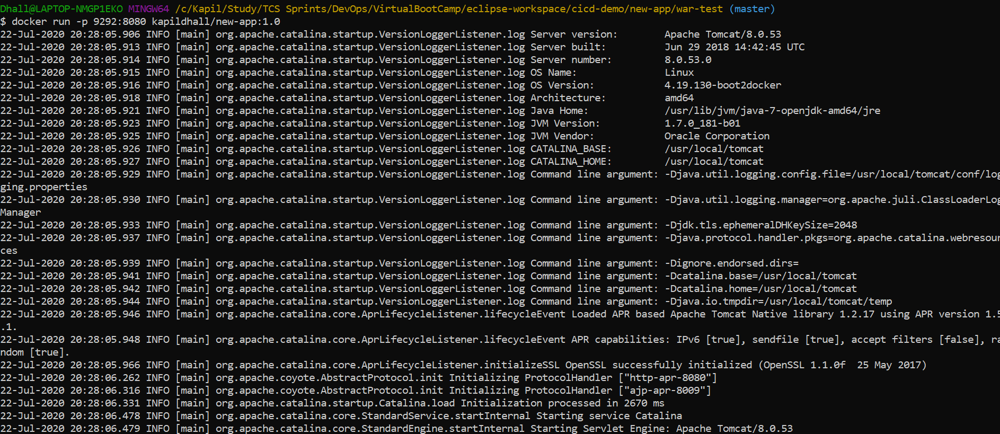 Dhall@LAPTOP-NMGP1EKO MINGW64 /c/Kapil/Study/TCS Sprints/DevOps/VirtualBootCamp/eclipse-workspace/cicd-demo/new-app/war-test (master)
$ docker run -p 9292:8080 kapildhall/new-app:1.0
22-Jul-2020 20:28:05.906 INFO [main] org.apache.catalina.startup.VersionLoggerListener.log Server version:        Apache Tomcat/8.0.53
22-Jul-2020 20:28:05.913 INFO [main] org.apache.catalina.startup.VersionLoggerListener.log Server built:          Jun 29 2018 14:42:45 UTC
22-Jul-2020 20:28:05.914 INFO [main] org.apache.catalina.startup.VersionLoggerListener.log Server number:         8.0.53.0
22-Jul-2020 20:28:05.915 INFO [main] org.apache.catalina.startup.VersionLoggerListener.log OS Name:               Linux
22-Jul-2020 20:28:05.916 INFO [main] org.apache.catalina.startup.VersionLoggerListener.log OS Version:            4.19.130-boot2docker
22-Jul-2020 20:28:05.918 INFO [main] org.apache.catalina.startup.VersionLoggerListener.log Architecture:          amd64
22-Jul-2020 20:28:05.921 INFO [main] org.apache.catalina.startup.VersionLoggerListener.log Java Home:             /usr/lib/jvm/java-7-openjdk-amd64/jre
22-Jul-2020 20:28:05.923 INFO [main] org.apache.catalina.startup.VersionLoggerListener.log JVM Version:           1.7.0_181-b01
22-Jul-2020 20:28:05.925 INFO [main] org.apache.catalina.startup.VersionLoggerListener.log JVM Vendor:            Oracle Corporation
22-Jul-2020 20:28:05.926 INFO [main] org.apache.catalina.startup.VersionLoggerListener.log CATALINA_BASE:         /usr/local/tomcat
22-Jul-2020 20:28:05.927 INFO [main] org.apache.catalina.startup.VersionLoggerListener.log CATALINA_HOME:         /usr/local/tomcat
22-Jul-2020 20:28:05.929 INFO [main] org.apache.catalina.startup.VersionLoggerListener.log Command line argument: -Djava.util.logging.config.file=/usr/local/tomcat/conf/log
ging.properties
22-Jul-2020 20:28:05.930 INFO [main] org.apache.catalina.startup.VersionLoggerListener.log Command line argument: -Djava.util.logging.manager=org.apache.juli.ClassLoaderLog
Manager
22-Jul-2020 20:28:05.933 INFO [main] org.apache.catalina.startup.VersionLoggerListener.log Command line argument: -Djdk.tls.ephemeralDHKeySize=2048
22-Jul-2020 20:28:05.937 INFO [main] org.apache.catalina.startup.VersionLoggerListener.log Command line argument: -Djava.protocol.handler.pkgs=org.apache.catalina.webresour
ces
22-Jul-2020 20:28:05.939 INFO [main] org.apache.catalina.startup.VersionLoggerListener.log Command line argument: -Dignore.endorsed.dirs=
22-Jul-2020 20:28:05.941 INFO [main] org.apache.catalina.startup.VersionLoggerListener.log Command line argument: -Dcatalina.base=/usr/local/tomcat
22-Jul-2020 20:28:05.942 INFO [main] org.apache.catalina.startup.VersionLoggerListener.log Command line argument: -Dcatalina.home=/usr/local/tomcat
22-Jul-2020 20:28:05.944 INFO [main] org.apache.catalina.startup.VersionLoggerListener.log Command line argument: -Djava.io.tmpdir=/usr/local/tomcat/temp
22-Jul-2020 20:28:05.946 INFO [main] org.apache.catalina.core.AprLifecycleListener.lifecycleEvent Loaded APR based Apache Tomcat Native library 1.2.17 using APR version 1.5
.1.
22-Jul-2020 20:28:05.948 INFO [main] org.apache.catalina.core.AprLifecycleListener.lifecycleEvent APR capabilities: IPv6 [true], sendfile [true], accept filters [false], ra
ndom [true].
22-Jul-2020 20:28:05.966 INFO [main] org.apache.catalina.core.AprLifecycleListener.initializeSSL OpenSSL successfully initialized (OpenSSL 1.1.0f  25 May 2017)
22-Jul-2020 20:28:06.262 INFO [main] org.apache.coyote.AbstractProtocol.init Initializing ProtocolHandler ["http-apr-8080"]
22-Jul-2020 20:28:06.316 INFO [main] org.apache.coyote.AbstractProtocol.init Initializing ProtocolHandler ["ajp-apr-8009"]
22-Jul-2020 20:28:06.331 INFO [main] org.apache.catalina.startup.Catalina.load Initialization processed in 2670 ms
22-Jul-2020 20:28:06.478 INFO [main] org.apache.catalina.core.StandardService.startInternal Starting service Catalina
22-Jul-2020 20:28:06.479 INFO [main] org.apache.catalina.core.StandardEngine.startInternal Starting Servlet Engine: Apache Tomcat/8.0.53